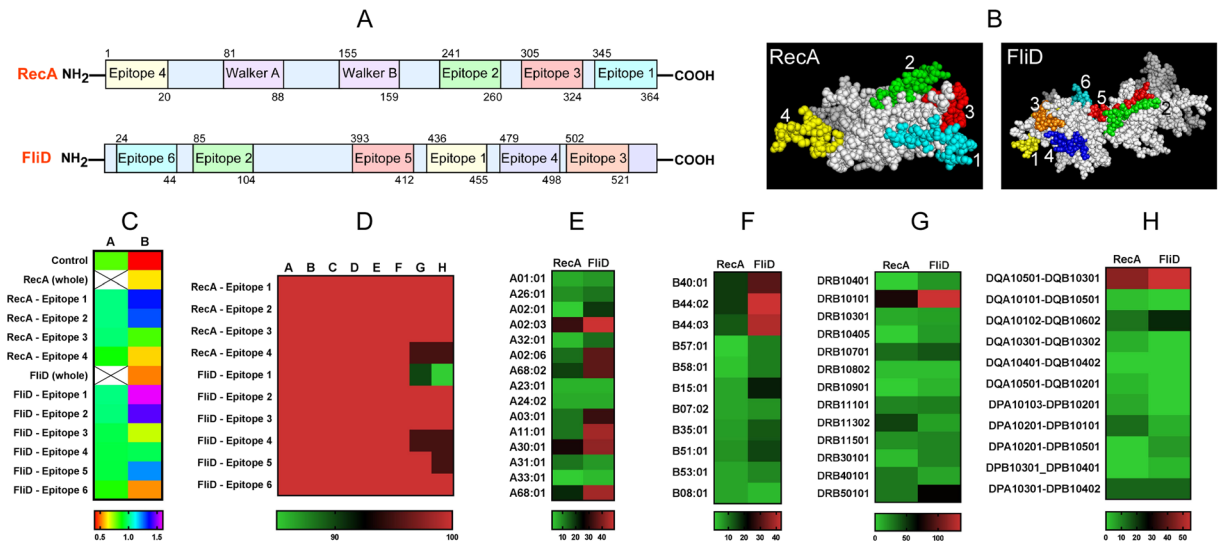 A
B
1 81 155 241 305 345
RecA NH2 Epitope 4 Walker A Walker B Epitope 2 Epitope 3 Epitope 1 COOH
20 88 159 260 324 364
24 85 393 436 479 502
FliD NH2 Epitope 6 Epitope 2 Epitope 5 Epitope 1 Epitope 4 Epitope 3 COOH
44 104 412 455 498 521
RecA
2
4
3
1
FliD
6
5
3
2
4
1
C
A B
Control
RecA (whole)
RecA - Epitope 1
RecA - Epitope 2
RecA - Epitope 3
RecA - Epitope 4
FliD (whole)
FliD - Epitope 1
FliD - Epitope 2
FliD - Epitope 3
FliD - Epitope 4
FliD - Epitope 5
FliD - Epitope 6
0.5 1.0 1.5
D
A B C D E F G H
RecA - Epitope 1
RecA - Epitope 2
RecA - Epitope 3
RecA - Epitope 4
FliD - Epitope 1
FliD - Epitope 2
FliD - Epitope 3
FliD - Epitope 4
FliD - Epitope 5
FliD - Epitope 6
90 100
E
RecA FliD
A01:01
A26:01
A02:01
A02:03
A32:01
A02:06
A68:02
A23:01
A24:02
A03:01
A11:01
A30:01
A31:01
A33:01
A68:01
10 20 30 40
F
RecA FliD
B40:01
B44:02
B44:03
B57:01
B58:01
B15:01
B07:02
B35:01
B51:01
B53:01
B08:01
10 20 30 40
G
RecA FliD
DRB10401
DRB10101
DRB10301
DRB10405
DRB10701
DRB10802
DRB10901
DRB11101
DRB11302
DRB11501
DRB30101
DRB40101
DRB50101
0 50 100
H
RecA FliD
DQA10501-DQB10301
DQA10101-DQB10501
DQA10102-DQB10602
DQA10301-DQB10302
DQA10401-DQB10402
DQA10501-DQB10201
DPA10103-DPB10201
DPA10201-DPB10101
DPA10201-DPB10501
DPB10301_DPB10401
DPA10301-DPB10402
10 20 30 40 50